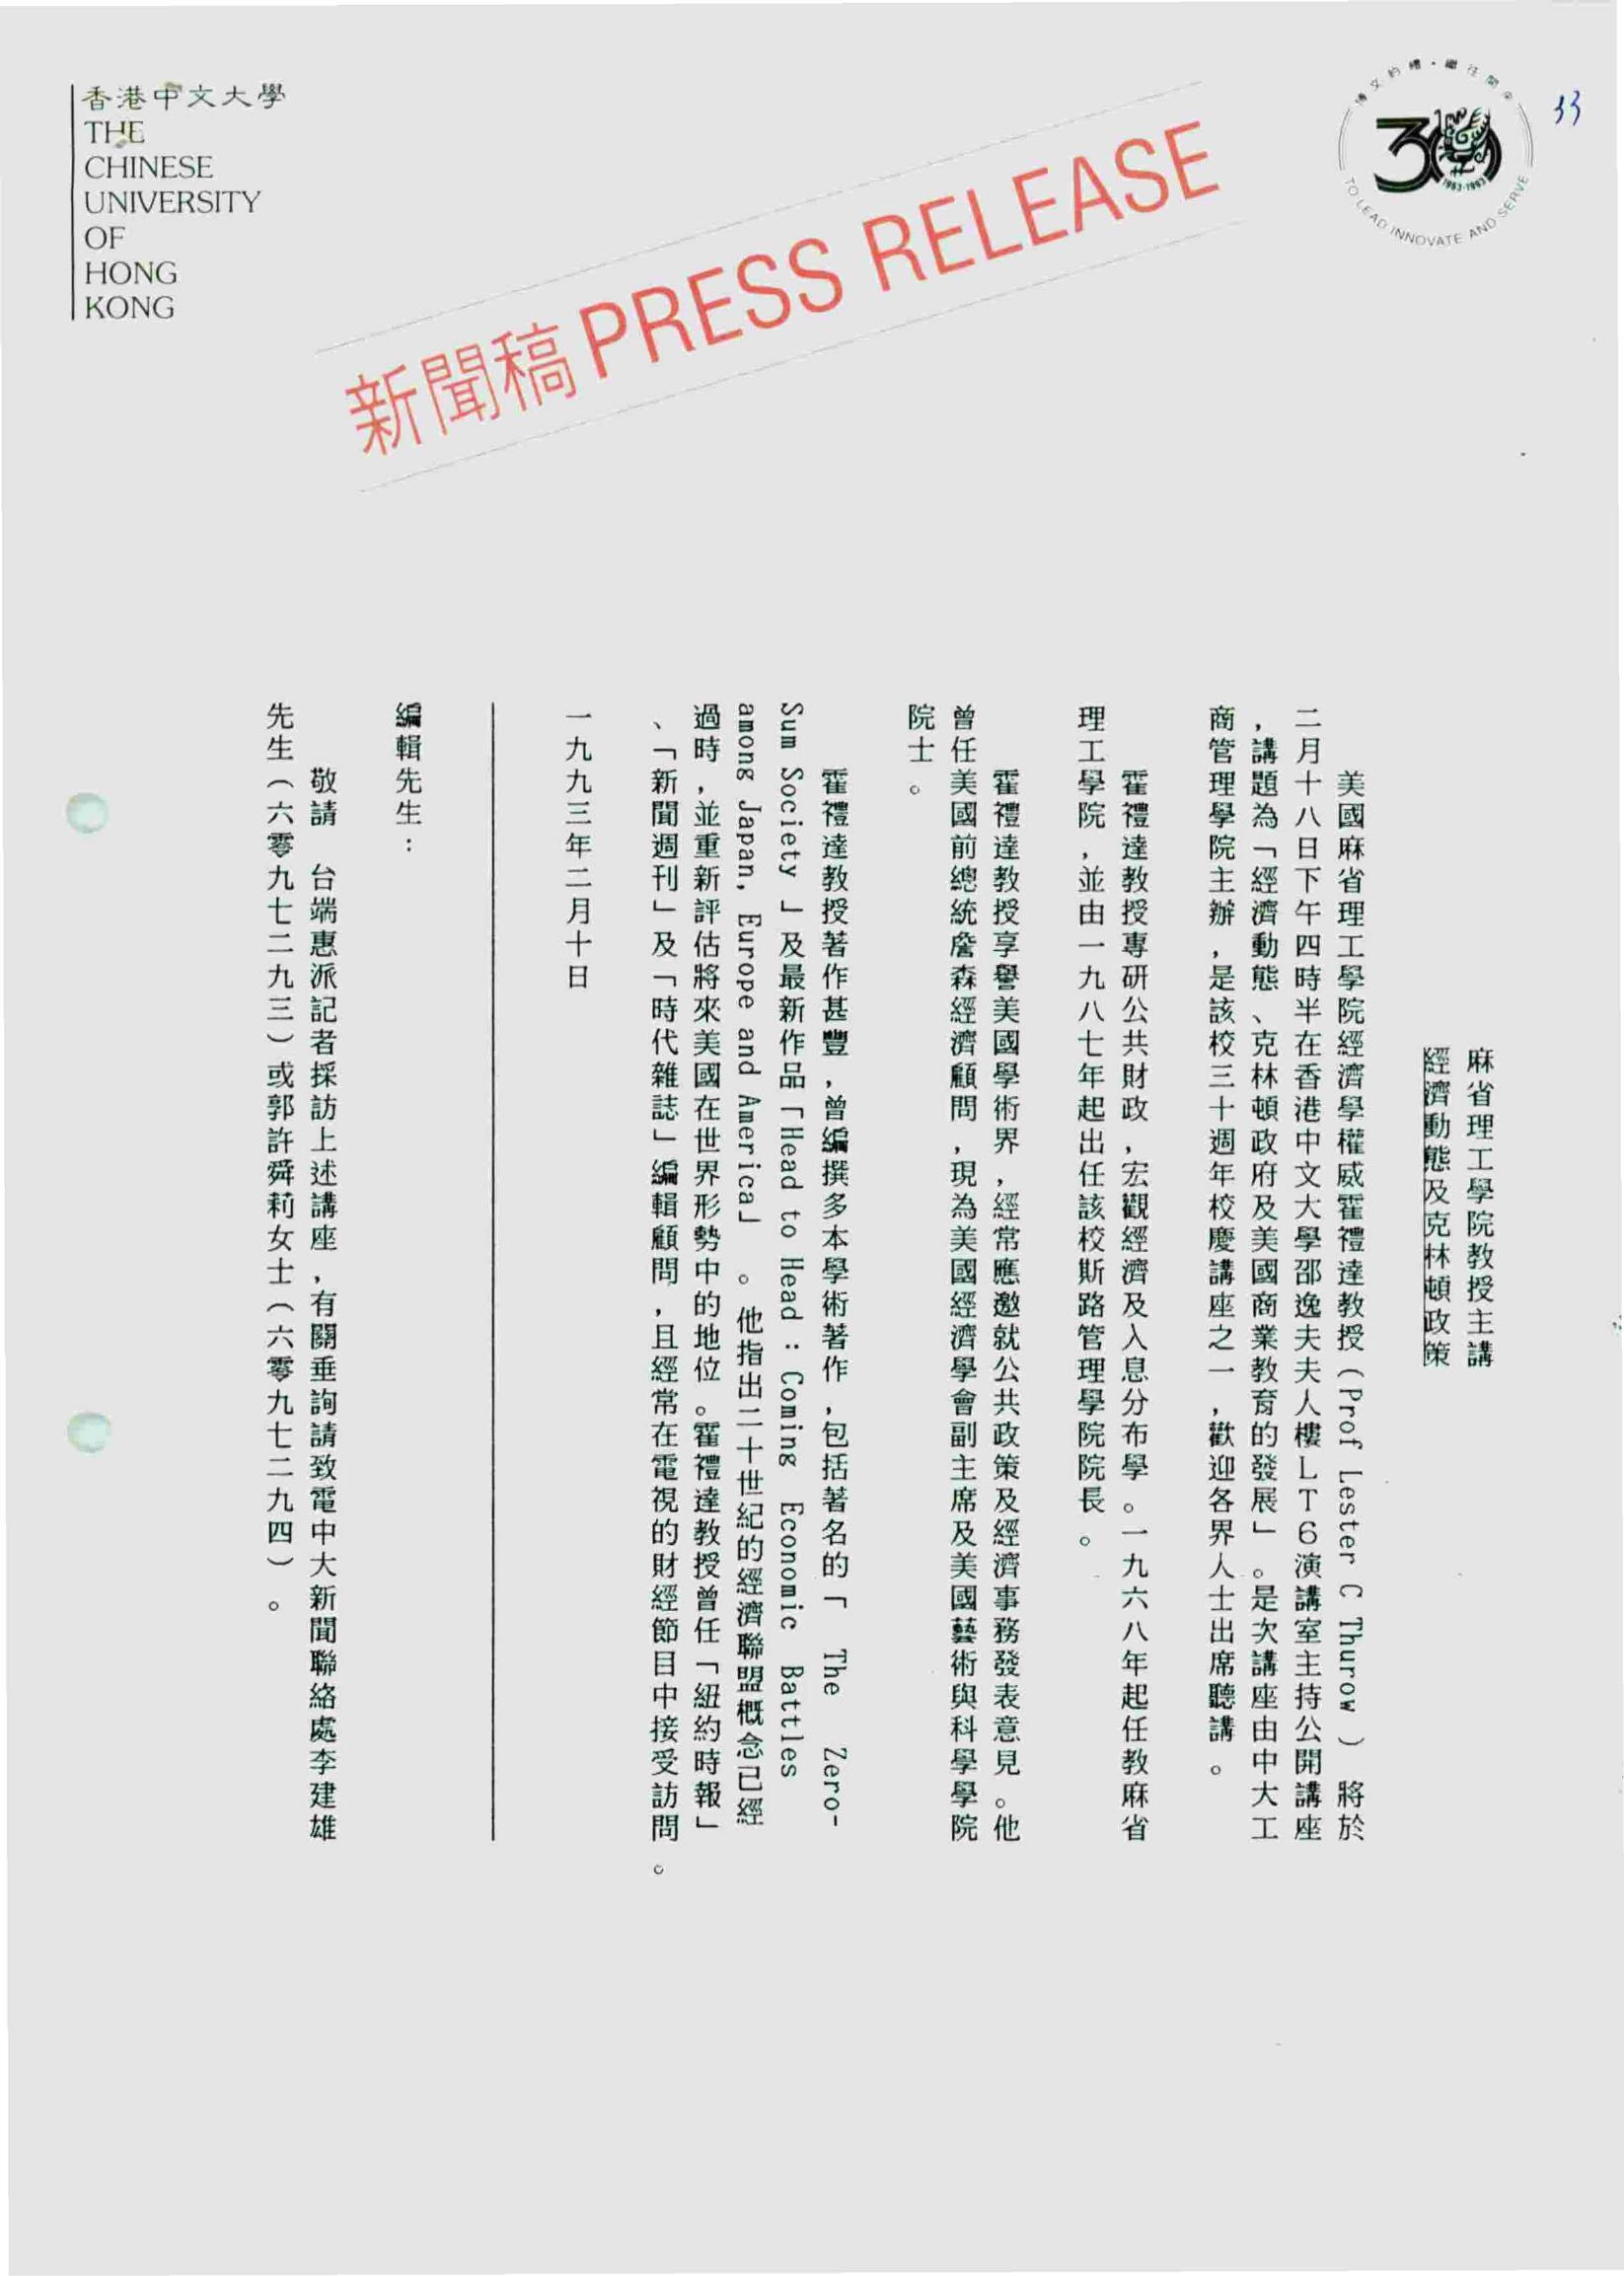 香港中文大學
THE
CHINESE
UNIVERSITY
OF
HONG
KONG
新聞稿 PRESS RELEASE
博文約禮・繼往開來
30
1963-1993
TO LEAD INNOVATE AND SERVE
33
麻省理工學院教授主講
經濟動態及克林頓政策
美國麻省理工學院經濟學權威霍禮達教授（Prof Lester C Thurow）將於
二月十八日下午四時半在香港中文大學邵逸夫夫人樓LT6演講室主持公開講座
，講題為「經濟動態、克林頓政府及美國商業教育的發展」。是次講座由中大工
商管理學院主辦，是該校三十週年校慶講座之一，歡迎各界人士出席聽講。
霍禮達教授專研公共財政，宏觀經濟及入息分布學。一九六八年起任教麻省
理工學院，並由一九八七年起出任該校斯路管理學院院長。
霍禮達教授享譽美國學術界，經常應邀就公共政策及經濟事務發表意見。他
曾任美國前總統詹森經濟顧問，現為美國經濟學會副主席及美國藝術與科學學院
院士。
霍禮達教授著作甚豐，曾編撰多本學術著作，包括著名的「 The Zero-
Sum Society 」及最新作品「Head to Head : Coming Economic Battles
among Japan, Europe and America」 。他指出二十世紀的經濟聯盟概念已經
過時，並重新評估將來美國在世界形勢中的地位。霍禮達教授曾任「紐約時報」
、「新聞週刊」及「時代雜誌」編輯顧問，且經常在電視的財經節目中接受訪問。
一九九三年二月十日
編輯先生：
敬請 台端惠派記者採訪上述講座，有關垂詢請致電中大新聞聯絡處李建雄
先生（六零九七二九三）或郭許舜莉女士（六零九七二九四）。